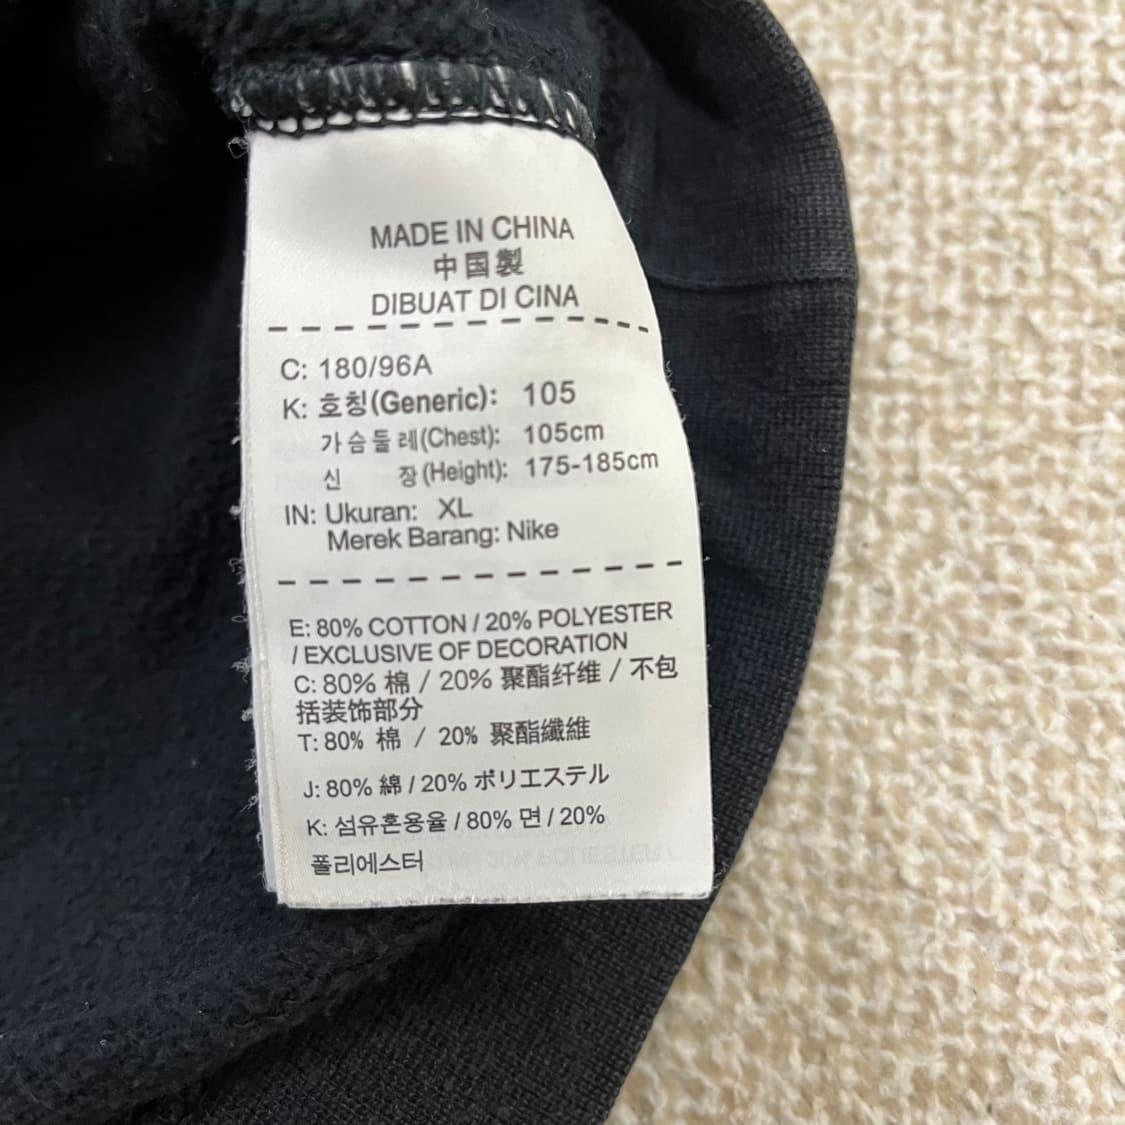 MADE IN CHINA
中国製
DIBUAT DI CINA
C: 180/96A
K: 호칭(Generic): 105
가슴둘레(Chest): 105cm
신 장(Height): 175-185cm
IN: Ukuran: XL
Merek Barang: Nike
E: 80% COTTON / 20% POLYESTER
/ EXCLUSIVE OF DECORATION
C: 80% 棉 / 20% 聚酯纤维 / 不包
括装饰部分
T: 80% 棉 / 20% 聚酯纖維
J: 80% 綿 / 20% ポリエステル
K: 섬유혼용율 / 80% 면 / 20%
폴리에스터